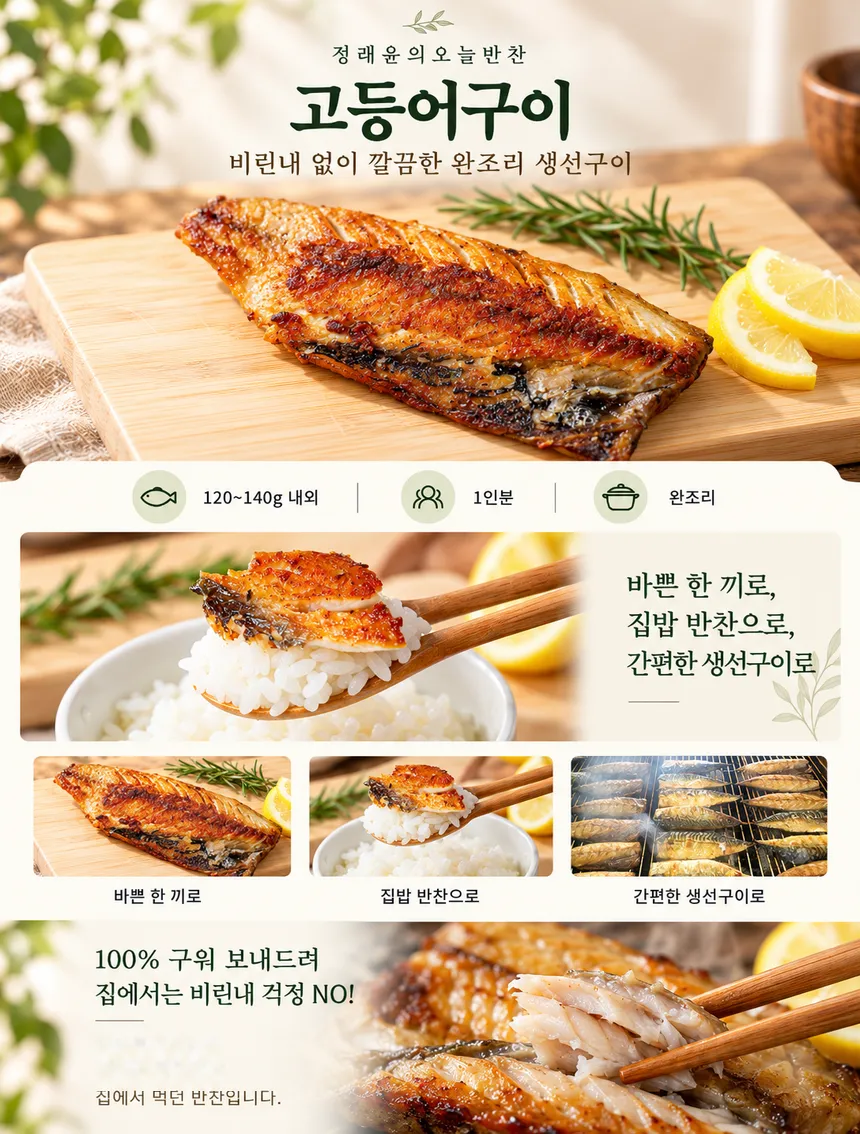 정래윤의오늘반찬
고등어구이
비린내 없이 깔끔한 완조리 생선구이
120~140g 내외
1인분
완조리
바쁜 한 끼로,
집밥 반찬으로,
간편한 생선구이로
바쁜 한 끼로
집밥 반찬으로
간편한 생선구이로
100% 구워 보내드려
집에서는 비린내 걱정 NO!
집에서 먹던 반찬입니다.